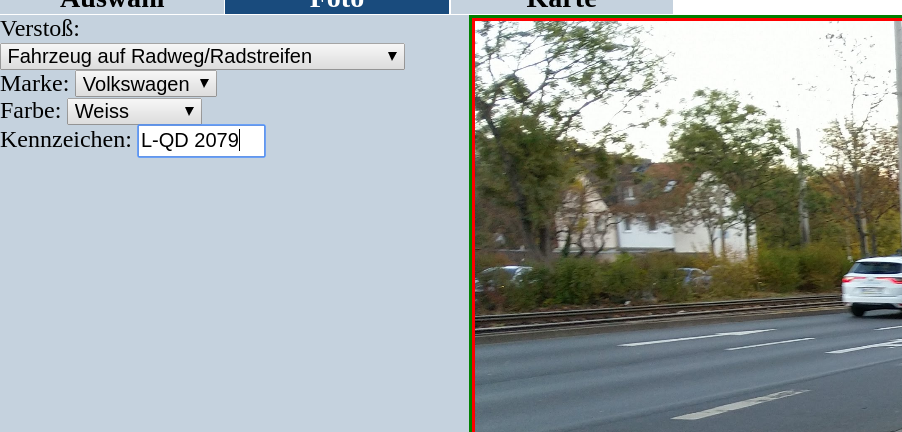 Auswahl Foto Karte
Verstoß:
Fahrzeug auf Radweg/Radstreifen
Marke: Volkswagen
Farbe: Weiss
Kennzeichen: L-QD 2079